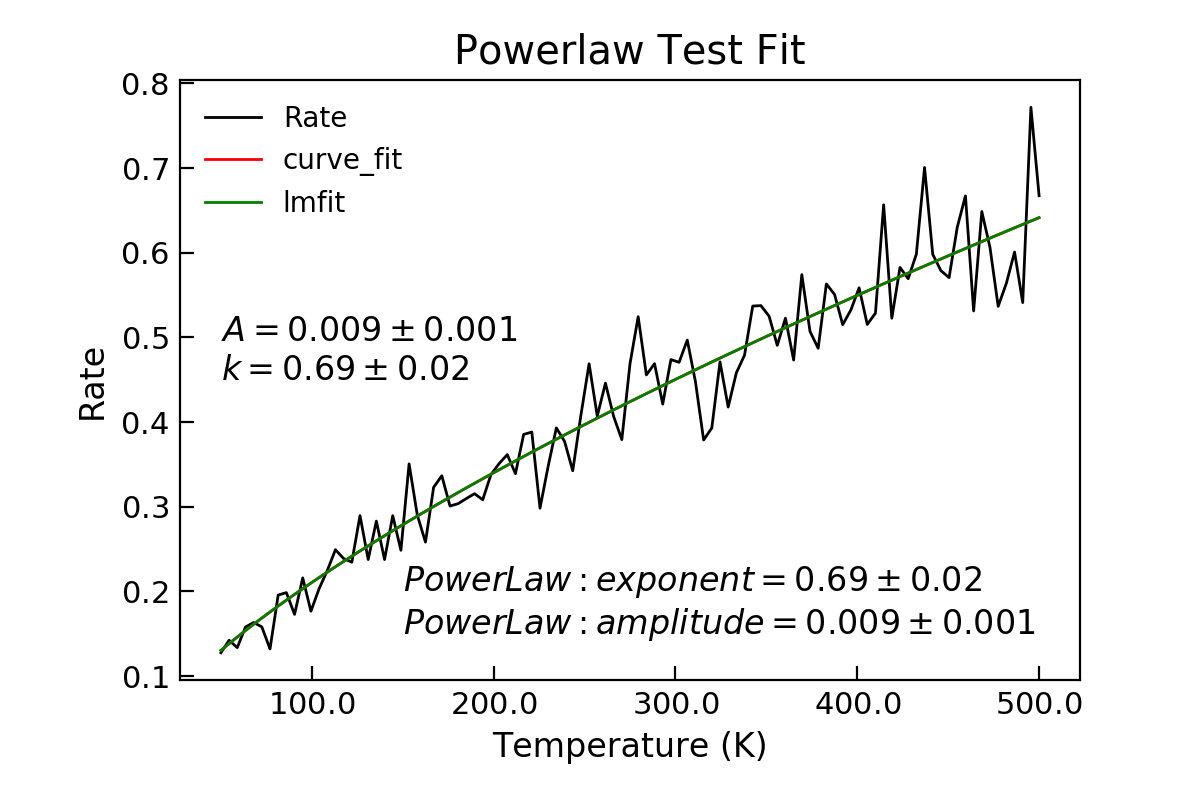 Powerlaw Test Fit
0.8
0.7
0.6
0.5
0.4
0.3
0.2
0.1
Rate
Rate
curve_fit
lmfit
A = 0.009 ± 0.001
k = 0.69 ± 0.02
PowerLaw : exponent = 0.69 ± 0.02
PowerLaw : amplitude = 0.009 ± 0.001
100.0 200.0 300.0 400.0 500.0
Temperature (K)